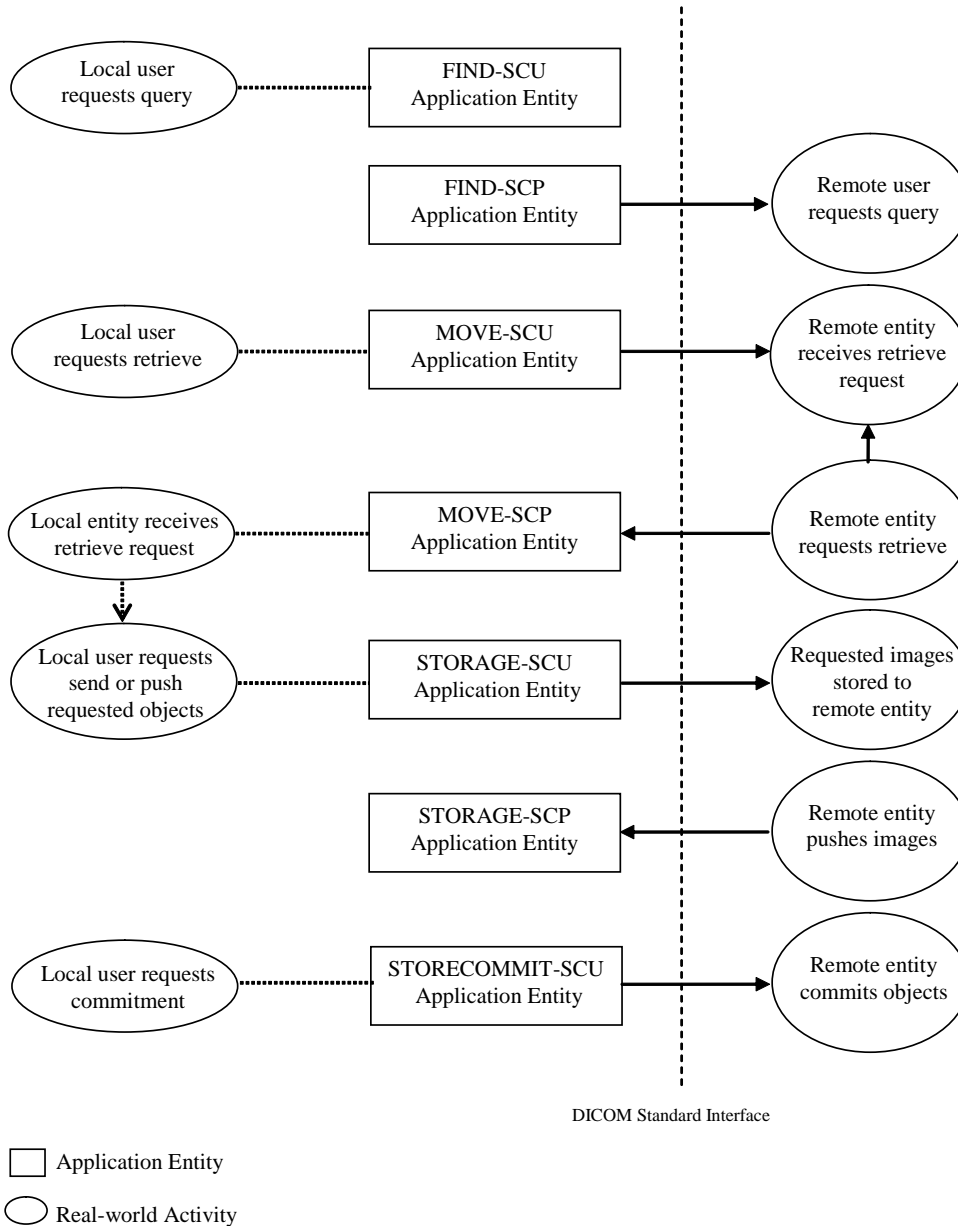 Local user
requests query
FIND-SCU
Application Entity
FIND-SCP
Application Entity
Remote user
requests query
Local user
requests retrieve
MOVE-SCU
Application Entity
Remote entity
receives retrieve
request
Local entity receives
retrieve request
MOVE-SCP
Application Entity
Remote entity
requests retrieve
Local user requests
send or push
requested objects
STORAGE-SCU
Application Entity
Requested images
stored to
remote entity
STORAGE-SCP
Application Entity
Remote entity
pushes images
Local user requests
commitment
STORECOMMIT-SCU
Application Entity
Remote entity
commits objects
DICOM Standard Interface
Application Entity
Real-world Activity